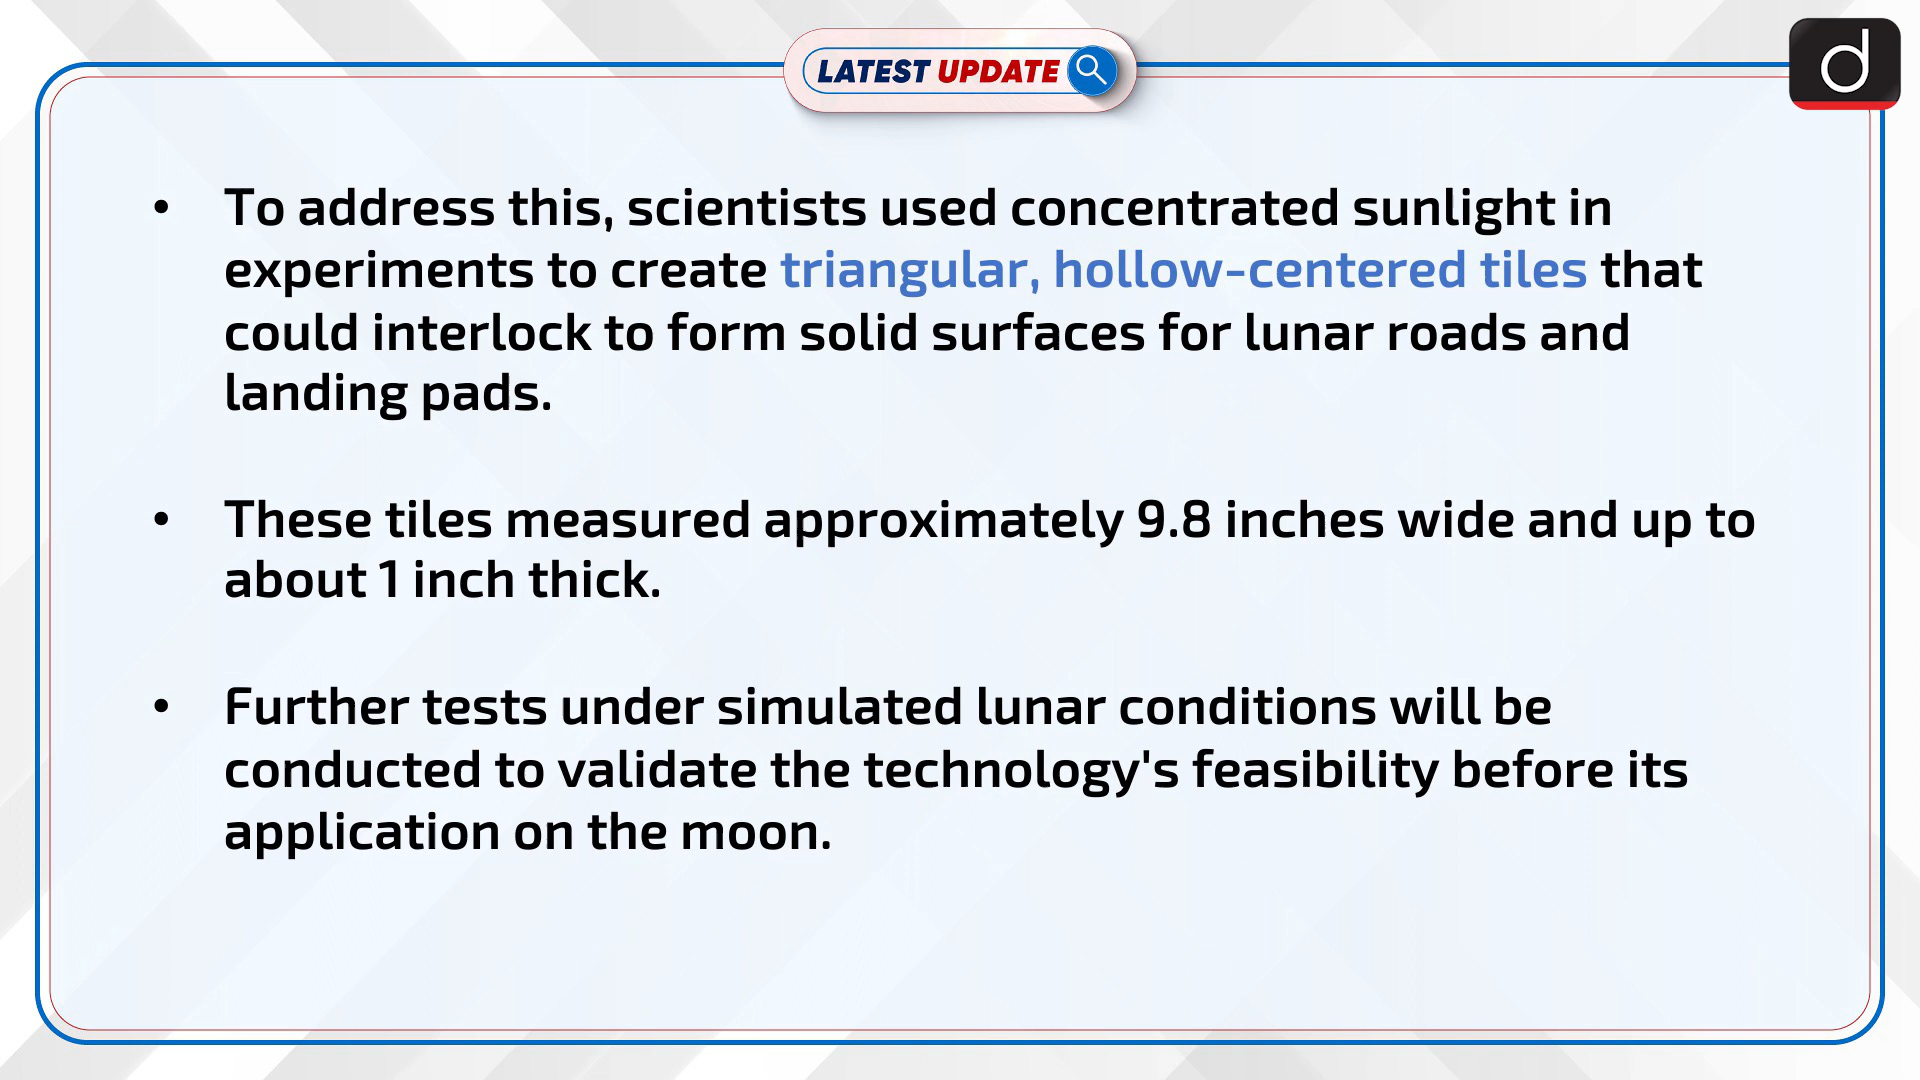 LATEST UPDATE
d
• To address this, scientists used concentrated sunlight in
experiments to create triangular, hollow-centered tiles that
could interlock to form solid surfaces for lunar roads and
landing pads.
• These tiles measured approximately 9.8 inches wide and up to
about 1 inch thick.
• Further tests under simulated lunar conditions will be
conducted to validate the technology's feasibility before its
application on the moon.